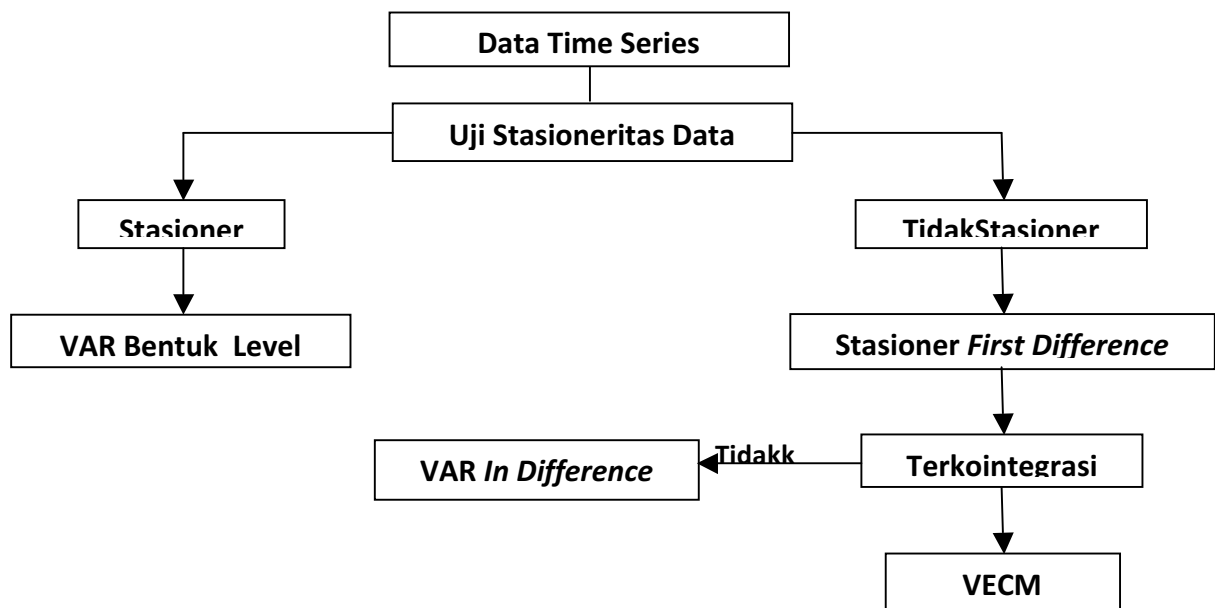 Data Time Series
Uji Stasioneritas Data
Stasioner
TidakStasioner
VAR Bentuk Level
Stasioner First Difference
Tidakk
VAR In Difference
Terkointegrasi
VECM